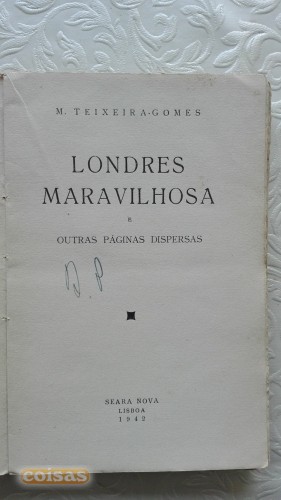 M. TEIXEIRA-GOMES
LONDRES
MARAVILHOSA
E
OUTRAS PÁGINAS DISPERSAS
D.P
SEARA NOVA
LISBOA
1942
coisas